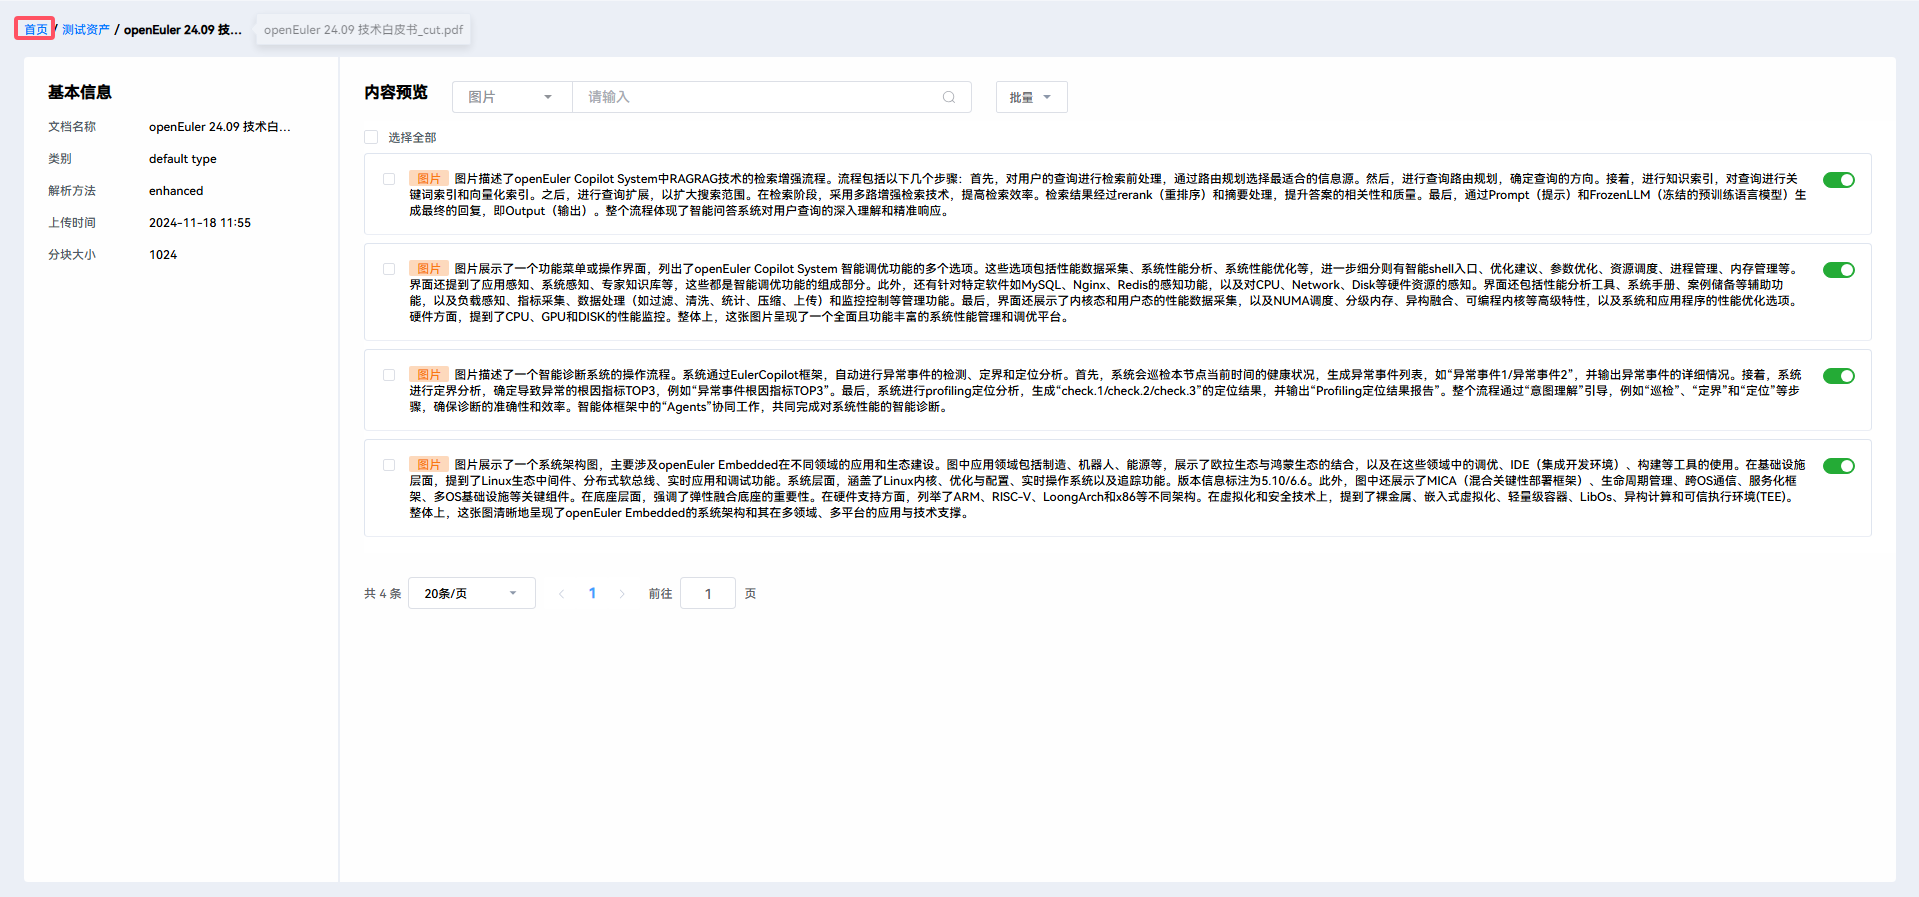 首页 / 测试资产 / openEuler 24.09 技术...
openEuler 24.09 技术白皮书_cut.pdf
基本信息
文档名称 openEuler 24.09 技术白...
类别 default type
解析方法 enhanced
上传时间 2024-11-18 11:55
分块大小 1024
内容预览 图片 请输入 批量
选择全部
图片 图片描述了openEuler Copilot System中RAGRAG技术的检索增强流程。流程包括以下几个步骤：首先，对用户的查询进行检索前处理，通过路由规划选择最适合的信息源。然后，进行查询路由规划，确定查询的方向。接着，进行知识索引，对查询进行关
键词索引和向量化索引。之后，进行查询扩展，以扩大搜索范围。在检索阶段，采用多路增强检索技术，提高检索效率。检索结果经过rerank（重排序）和摘要处理，提升答案的相关性和质量。最后，通过Prompt（提示）和FrozenLLM（冻结的预训练语言模型）生
成最终的回复，即Output（输出）。整个流程体现了智能问答系统对用户查询的深入理解和精准响应。
图片 图片展示了一个功能菜单或操作界面，列出了openEuler Copilot System 智能调优功能的多个选项。这些选项包括性能数据采集、系统性能分析、系统性能优化等，进一步细分则有智能shell入口、优化建议、参数优化、资源调度、进程管理、内存管理等。
界面还提到了应用感知、系统感知、专家知识库等，这些都是智能调优功能的组成部分。此外，还有针对特定软件如MySQL、Nginx、Redis的感知功能，以及对CPU、Network、Disk等硬件资源的感知。界面还包括性能分析工具、系统手册、案例储备等辅助功
能，以及负载感知、指标采集、数据处理（如过滤、清洗、统计、压缩、上传）和监控控制等管理功能。最后，界面还展示了内核态和用户态的性能数据采集，以及NUMA调度、分级内存、异构融合、可编程内核等高级特性，以及系统和应用程序的性能优化选项。
硬件方面，提到了CPU、GPU和DISK的性能监控。整体上，这张图片呈现了一个全面且功能丰富的系统性能管理和调优平台。
图片 图片描述了一个智能诊断系统的操作流程。系统通过EulerCopilot框架，自动进行异常事件的检测、定界和定位分析。首先，系统会巡检本节点当前时间的健康状况，生成异常事件列表，如“异常事件1/异常事件2”，并输出异常事件的详细情况。接着，系统
进行定界分析，确定导致异常的根因指标TOP3，例如“异常事件根因指标TOP3”。最后，系统进行profiling定位分析，生成“check.1/check.2/check.3”的定位结果，并输出“Profiling定位结果报告”。整个流程通过“意图理解”引导，例如“巡检”、“定界”和“定位”等步
骤，确保诊断的准确性和效率。智能体框架中的“Agents”协同工作，共同完成对系统性能的智能诊断。
图片 图片展示了一个系统架构图，主要涉及openEuler Embedded在不同领域的应用和生态建设。图中应用领域包括制造、机器人、能源等，展示了欧拉生态与鸿蒙生态的结合，以及在这些领域中的调优、IDE（集成开发环境）、构建等工具的使用。在基础设施
层面，提到了Linux生态中间件、分布式软总线、实时应用和调试功能。系统层面，涵盖了Linux内核、优化与配置、实时操作系统以及追踪功能。版本信息标注为5.10/6.6。此外，图中还展示了MICA（混合关键性部署框架）、生命周期管理、跨OS通信、服务化框
架、多OS基础设施等关键组件。在底座层面，强调了弹性融合底座的重要性。在硬件支持方面，列举了ARM、RISC-V、LoongArch和x86等不同架构。在虚拟化和安全技术上，提到了裸金属、嵌入式虚拟化、轻量级容器、LibOs、异构计算和可信执行环境(TEE)。
整体上，这张图清晰地呈现了openEuler Embedded的系统架构和其在多领域、多平台的应用与技术支撑。
共 4 条 20条/页 1 前往 1 页